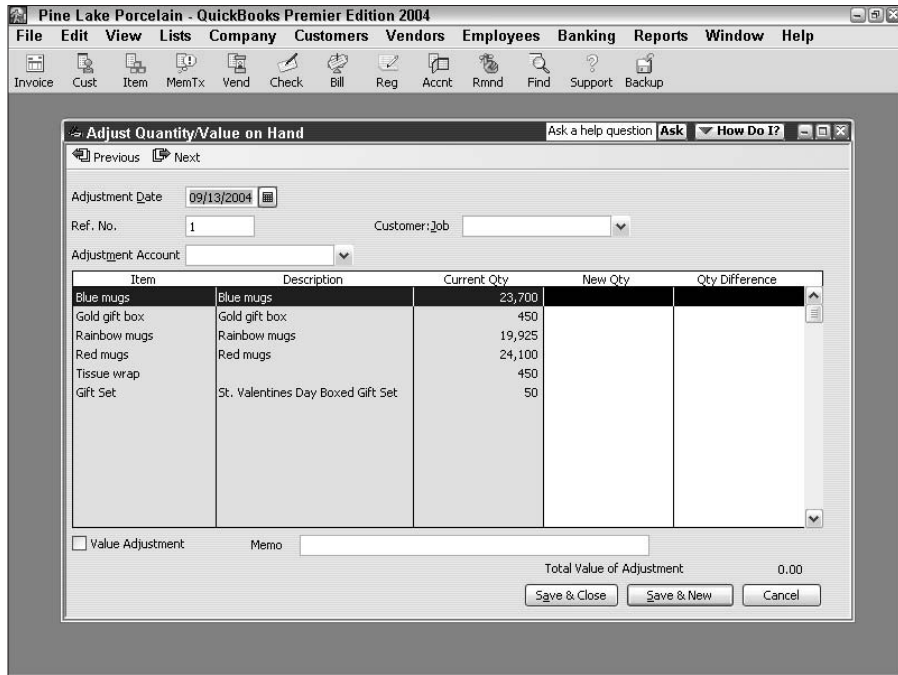 Pine Lake Porcelain - QuickBooks Premier Edition 2004
File Edit View Lists Company Customers Vendors Employees Banking Reports Window Help
Invoice Cust Item MemTx Vend Check Bill Reg Accnt Rmnd Find Support Backup
Adjust Quantity/Value on Hand Ask a help question Ask How Do I?
Previous Next
Adjustment Date 09/13/2004
Ref. No. 1 Customer:Job
Adjustment Account
Item Description Current Qty New Qty Qty Difference
Blue mugs Blue mugs 23,700
Gold gift box Gold gift box 450
Rainbow mugs Rainbow mugs 19,925
Red mugs Red mugs 24,100
Tissue wrap 450
Gift Set St. Valentines Day Boxed Gift Set 50
Value Adjustment Memo
Total Value of Adjustment 0.00
Save & Close Save & New Cancel